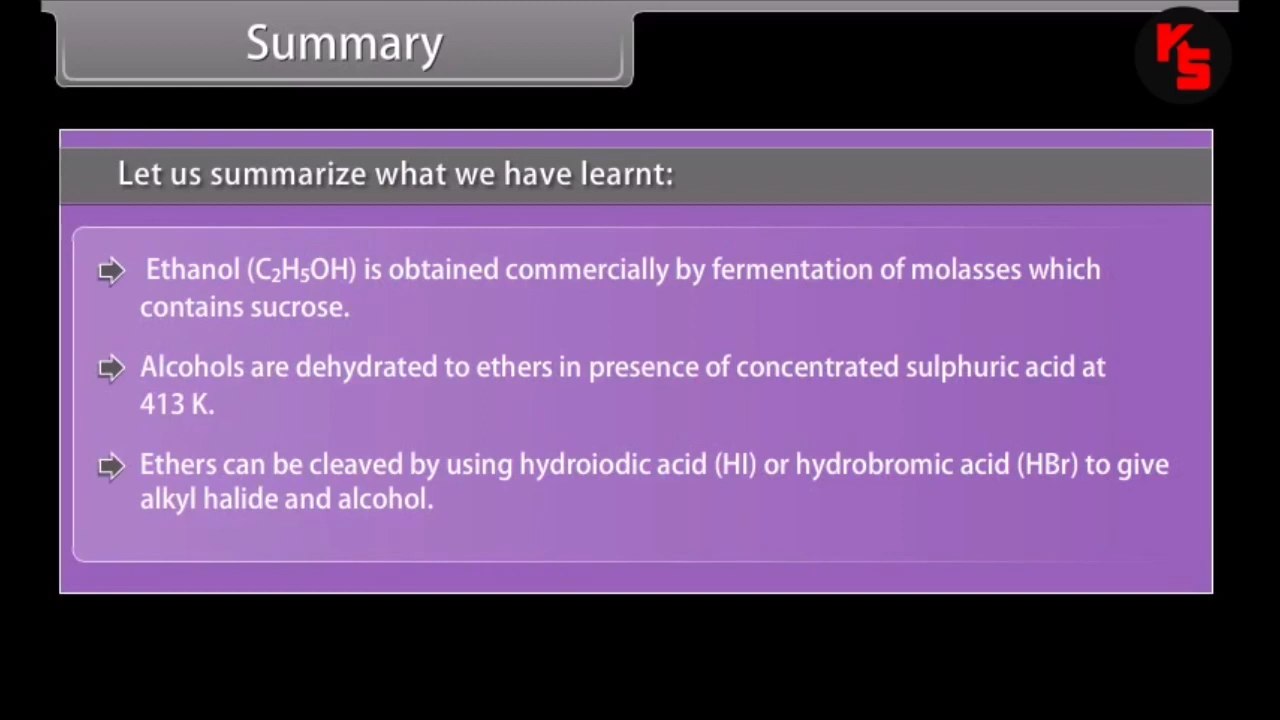 Summary
KTS
Let us summarize what we have learnt:
Ethanol (C₂H₅OH) is obtained commercially by fermentation of molasses which
contains sucrose.
Alcohols are dehydrated to ethers in presence of concentrated sulphuric acid at
413 K.
Ethers can be cleaved by using hydroiodic acid (HI) or hydrobromic acid (HBr) to give
alkyl halide and alcohol.